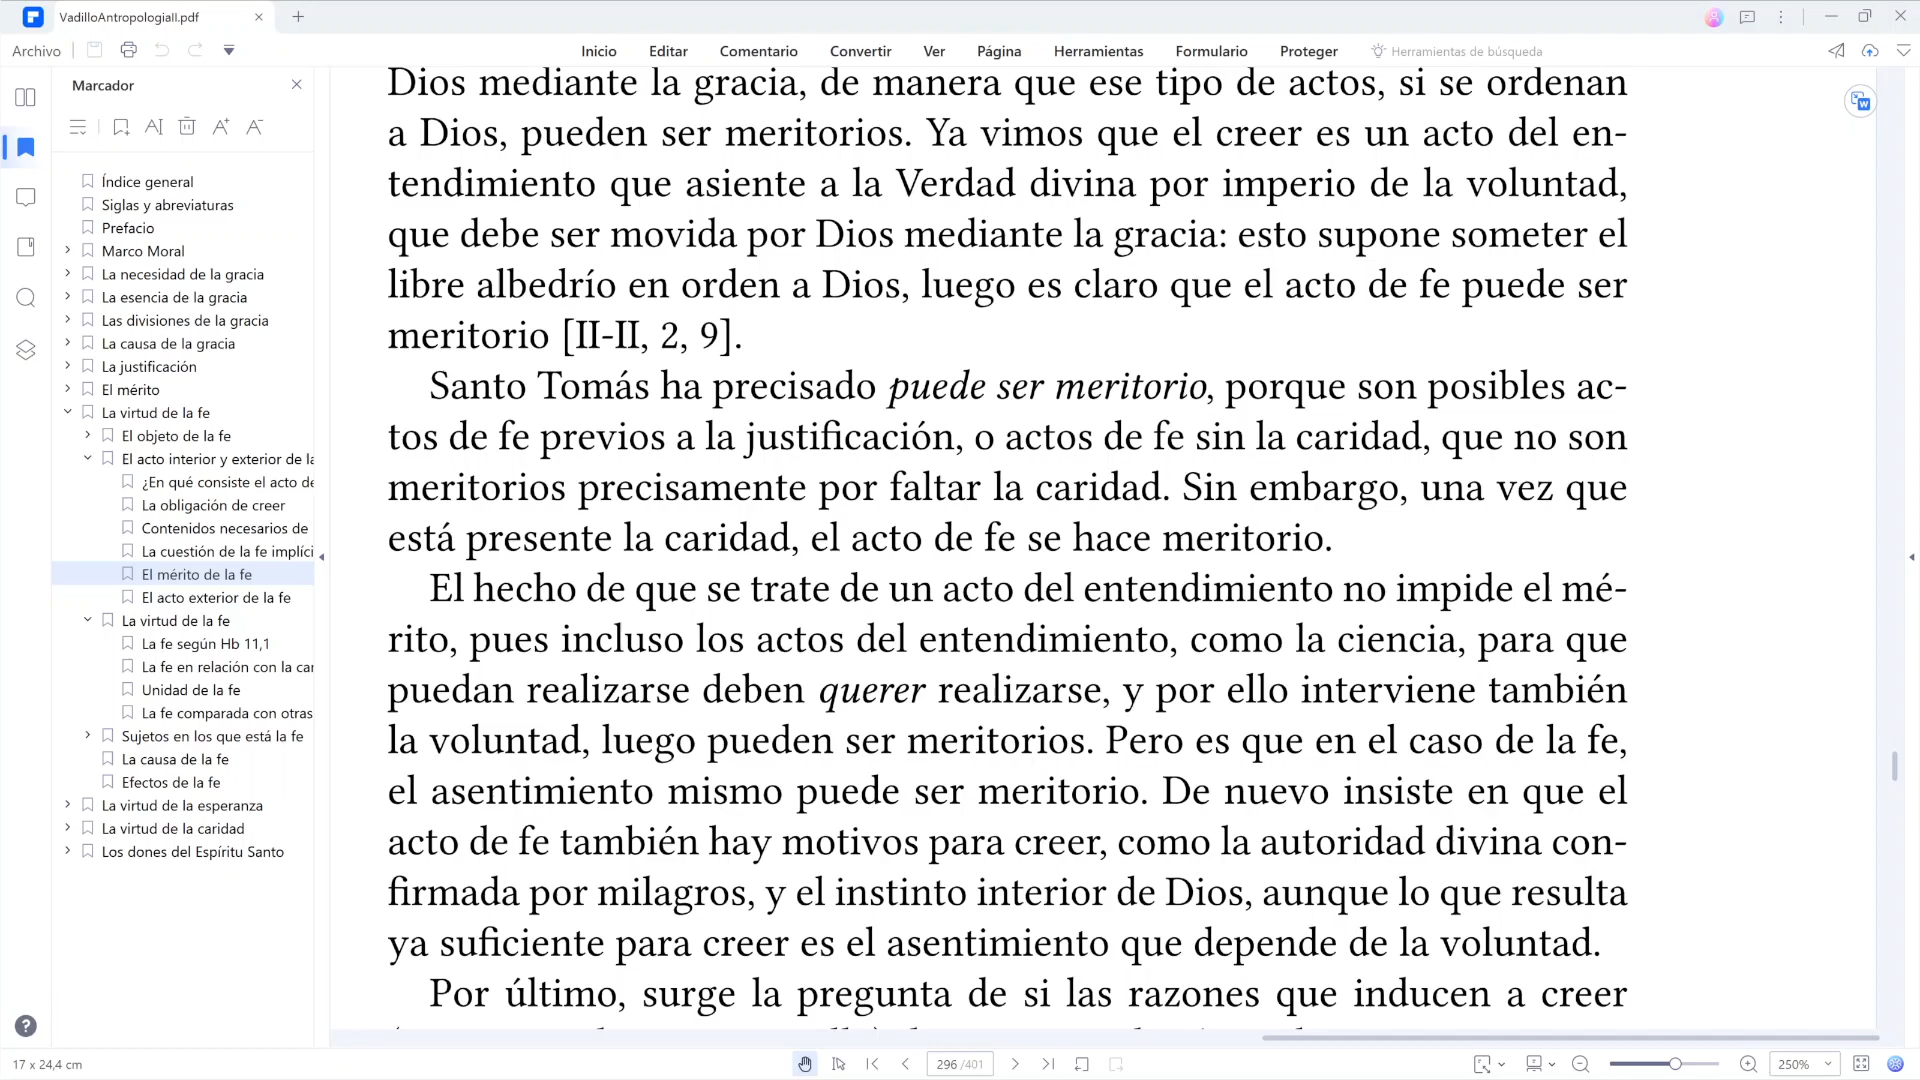 VadilloAntropologiaII.pdf
Archivo
Inicio
Editar
Comentario
Convertir
Ver
Página
Herramientas
Formulario
Proteger
Herramientas de búsqueda
Marcador
Índice general
Siglas y abreviaturas
Prefacio
Marco Moral
La necesidad de la gracia
La esencia de la gracia
Las divisiones de la gracia
La causa de la gracia
La justificación
El mérito
La virtud de la fe
El objeto de la fe
El acto interior y exterior de la
¿En qué consiste el acto de
La obligación de creer
Contenidos necesarios de
La cuestión de la fe implíci
El mérito de la fe
El acto exterior de la fe
La virtud de la fe
La fe según Hb 11,1
La fe en relación con la car
Unidad de la fe
La fe comparada con otras
Sujetos en los que está la fe
La causa de la fe
Efectos de la fe
La virtud de la esperanza
La virtud de la caridad
Los dones del Espíritu Santo
Dios mediante la gracia, de manera que ese tipo de actos, si se ordenan
a Dios, pueden ser meritorios. Ya vimos que el creer es un acto del en-
tendimiento que asiente a la Verdad divina por imperio de la voluntad,
que debe ser movida por Dios mediante la gracia: esto supone someter el
libre albedrío en orden a Dios, luego es claro que el acto de fe puede ser
meritorio [II-II, 2, 9].
Santo Tomás ha precisado puede ser meritorio, porque son posibles ac-
tos de fe previos a la justificación, o actos de fe sin la caridad, que no son
meritorios precisamente por faltar la caridad. Sin embargo, una vez que
está presente la caridad, el acto de fe se hace meritorio.
El hecho de que se trate de un acto del entendimiento no impide el mé-
rito, pues incluso los actos del entendimiento, como la ciencia, para que
puedan realizarse deben querer realizarse, y por ello interviene también
la voluntad, luego pueden ser meritorios. Pero es que en el caso de la fe,
el asentimiento mismo puede ser meritorio. De nuevo insiste en que el
acto de fe también hay motivos para creer, como la autoridad divina con-
firmada por milagros, y el instinto interior de Dios, aunque lo que resulta
ya suficiente para creer es el asentimiento que depende de la voluntad.
Por último, surge la pregunta de si las razones que inducen a creer
17 x 24,4 cm
296 /401
250%